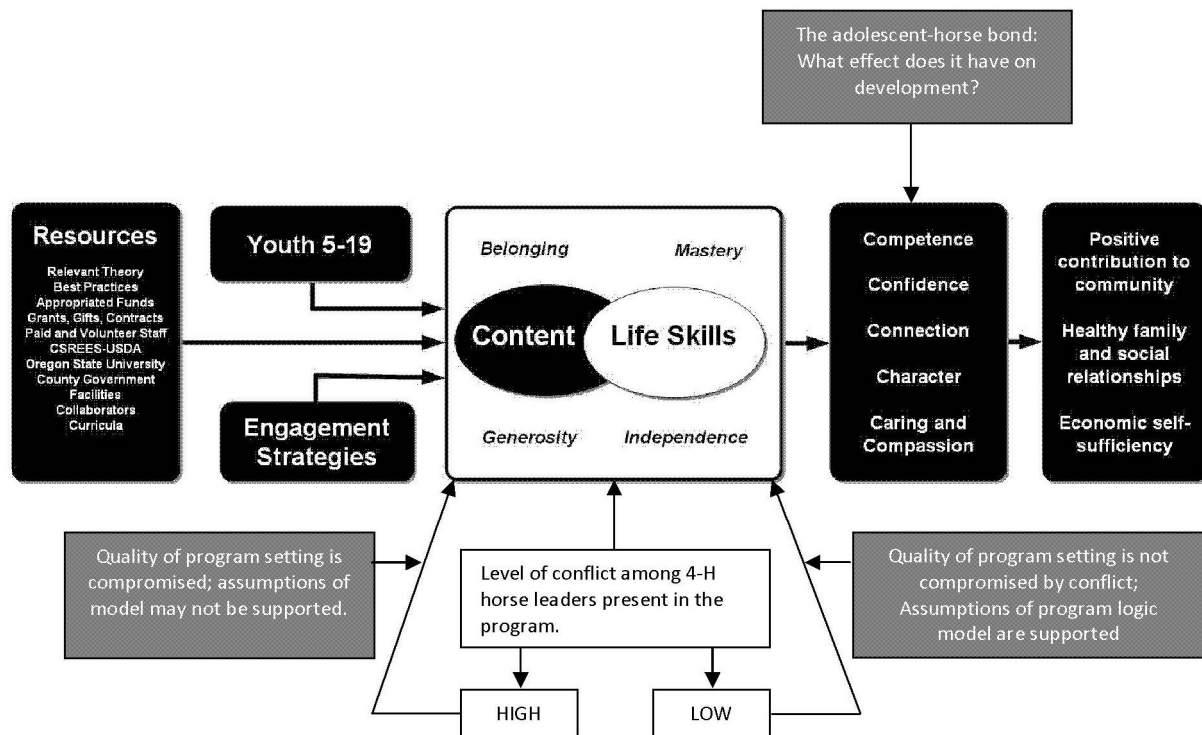 The adolescent-horse bond:
What effect does it have on
development?
Resources
Relevant Theory
Best Practices
Appropriated Funds
Grants, Gifts, Contracts
Paid and Volunteer Staff
CSREES-USDA
Oregon State University
County Government
Facilities
Collaborators
Curricula
Youth 5-19
Engagement
Strategies
Belonging
Mastery
Content
Life Skills
Generosity
Independence
Competence
Confidence
Connection
Character
Caring and
Compassion
Positive
contribution to
community
Healthy family
and social
relationships
Economic self-
sufficiency
Quality of program setting is
compromised; assumptions of
model may not be supported.
Level of conflict among 4-H
horse leaders present in the
program.
Quality of program setting is not
compromised by conflict;
Assumptions of program logic
model are supported
HIGH
LOW